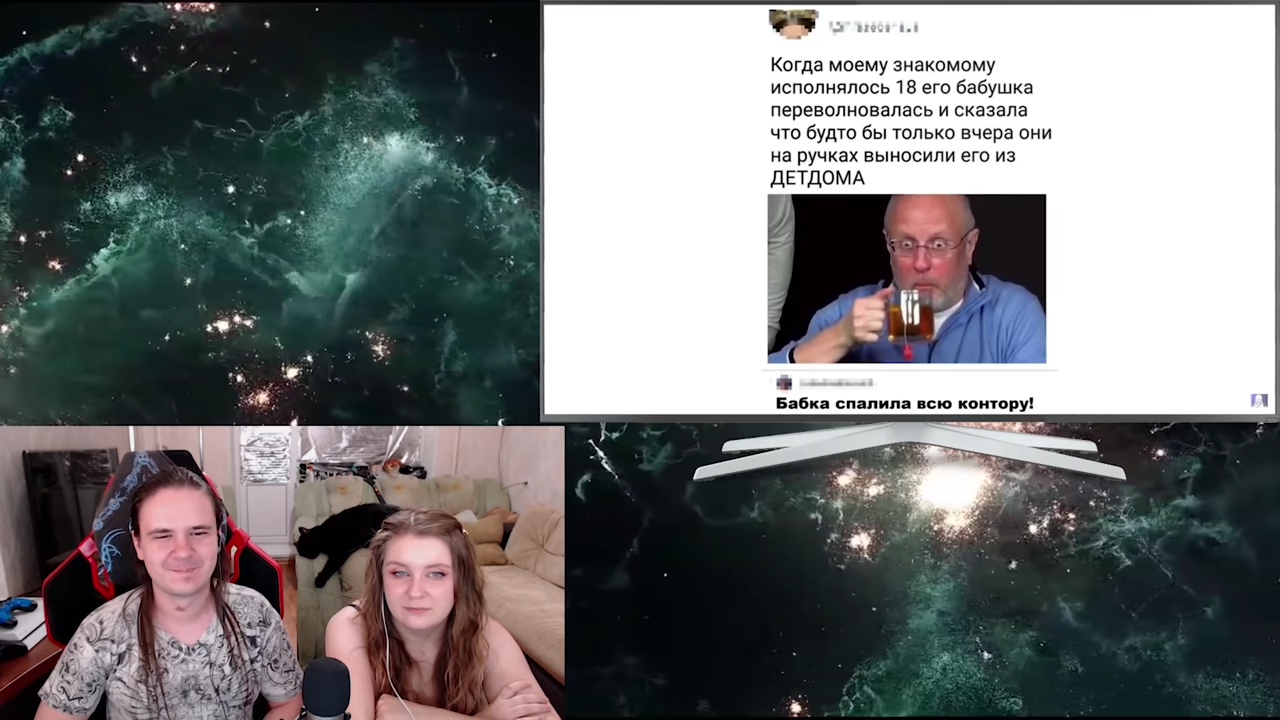 Когда моему знакомому
исполнялось 18 его бабушка
переволновалась и сказала
что будто бы только вчера они
на ручках выносили его из
ДЕТДОМА
Бабка спалила всю контору!